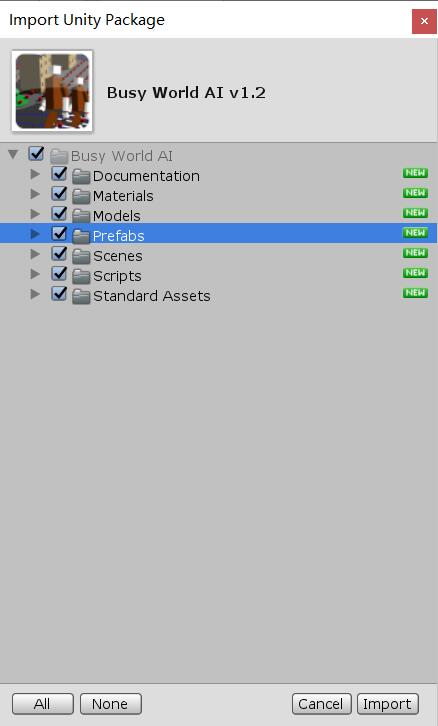 Import Unity Package
Busy World AI v1.2
Busy World AI
Documentation NEW
Materials NEW
Models NEW
Prefabs NEW
Scenes NEW
Scripts NEW
Standard Assets NEW
All None Cancel Import